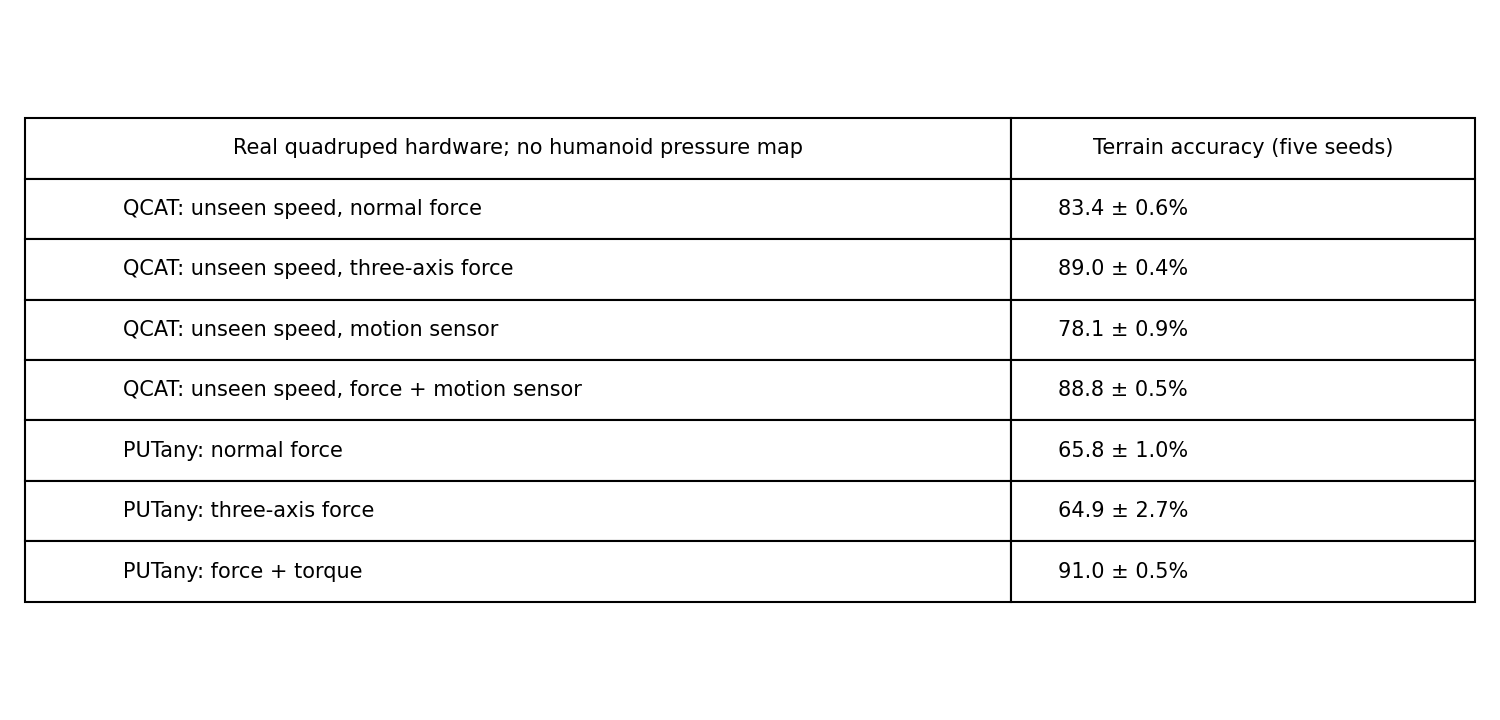 Real quadruped hardware; no humanoid pressure map Terrain accuracy (five seeds)
QCAT: unseen speed, normal force 83.4 ± 0.6%
QCAT: unseen speed, three-axis force 89.0 ± 0.4%
QCAT: unseen speed, motion sensor 78.1 ± 0.9%
QCAT: unseen speed, force + motion sensor 88.8 ± 0.5%
PUTany: normal force 65.8 ± 1.0%
PUTany: three-axis force 64.9 ± 2.7%
PUTany: force + torque 91.0 ± 0.5%